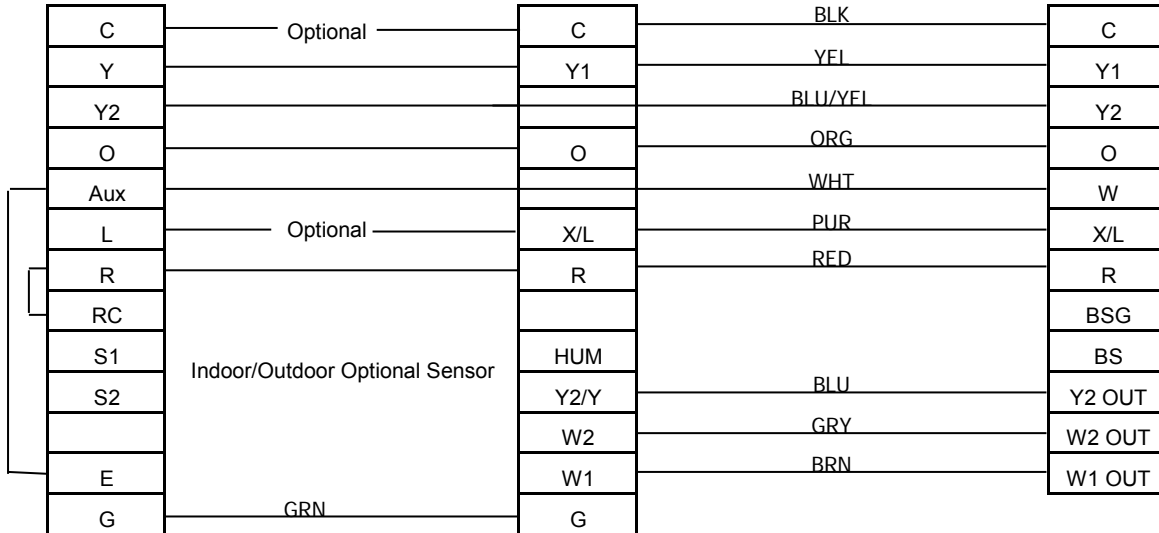 C Optional C BLK C
Y Y1 YEL Y1
Y2 BLU/YEL Y2
O O ORG O
Aux WHT W
L Optional X/L PUR X/L
R R RED R
RC BSG
S1 Indoor/Outdoor Optional Sensor HUM BS
S2 Y2/Y BLU Y2 OUT
W2 GRY W2 OUT
E W1 BRN W1 OUT
G GRN G